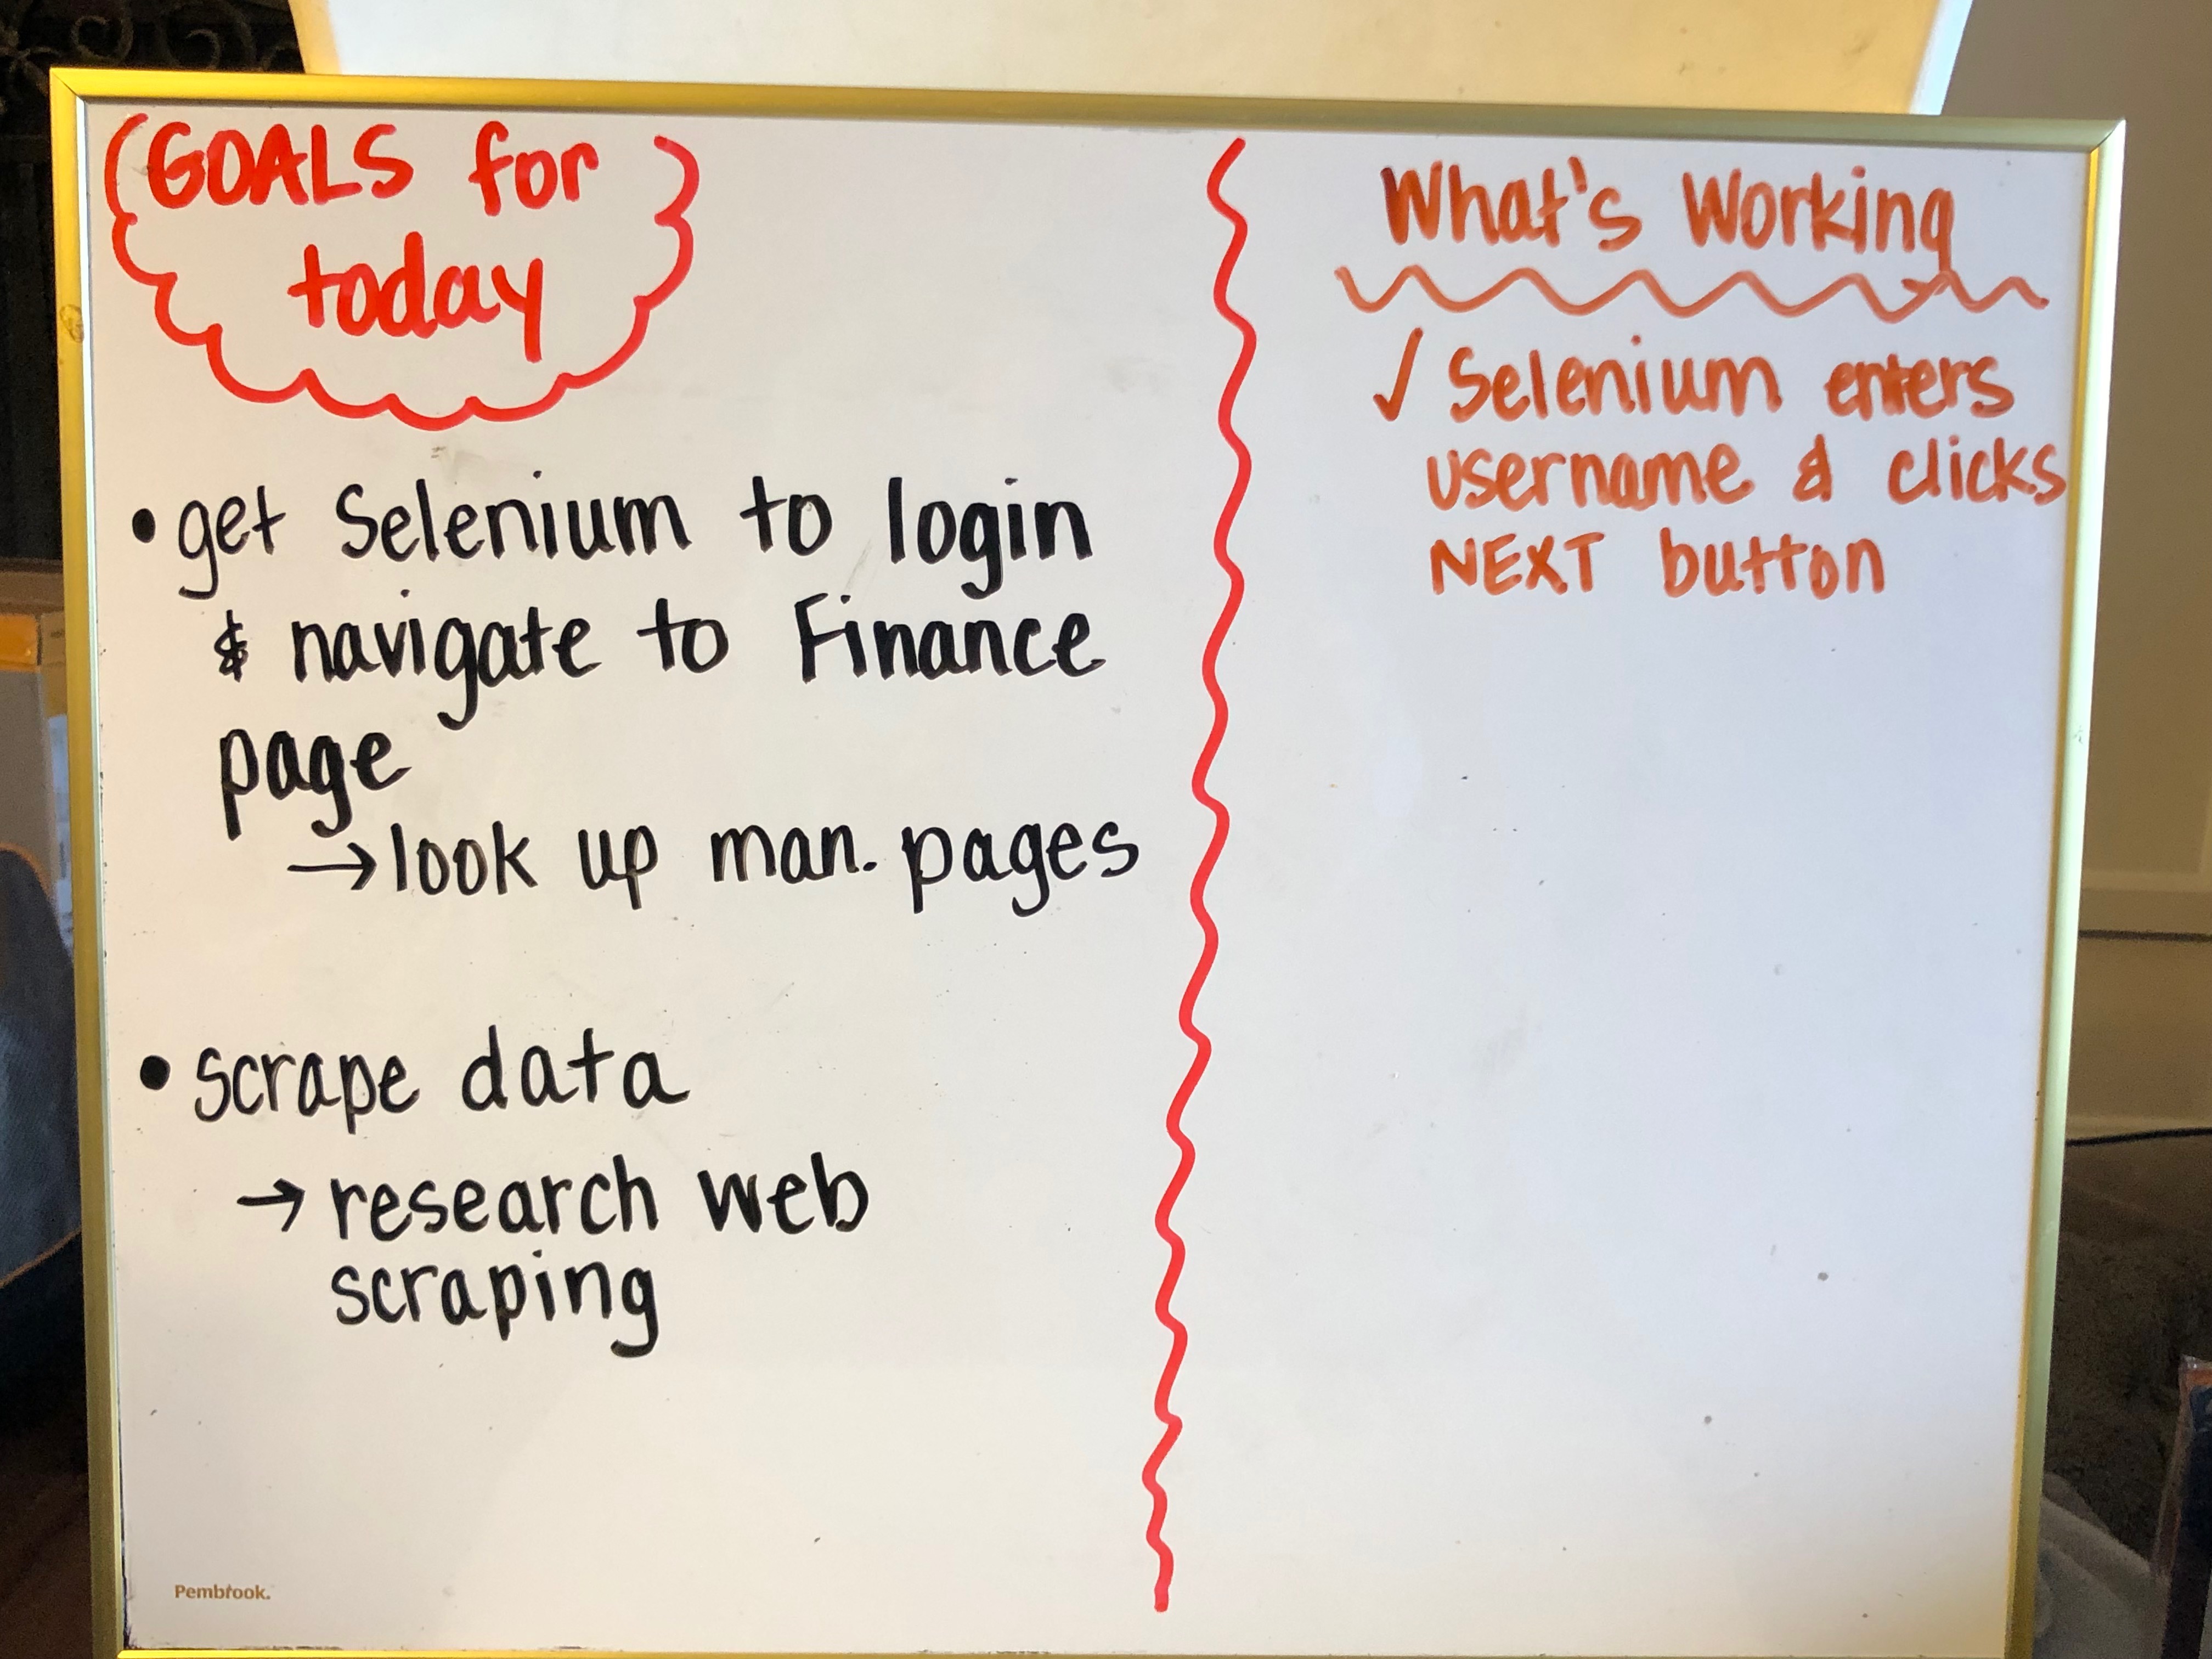 GOALS for
today
• get Selenium to login
& navigate to Finance
page
→ look up man. pages
• scrape data
→ research web
scraping
Pembrook.
What's Working
✓ Selenium enters
username & clicks
NEXT button